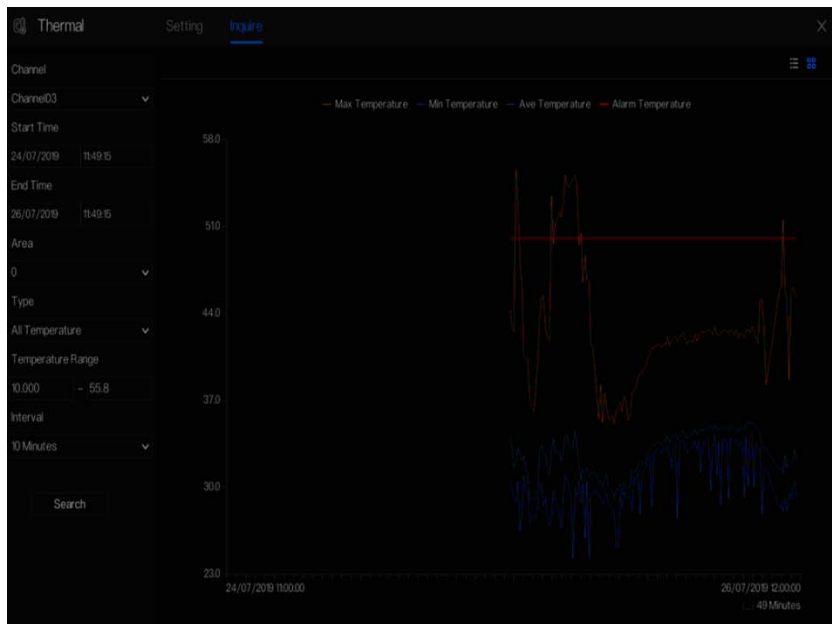 Thermal
Setting
Inquire
X
Channel
Channel03
Start Time
24/07/2019 11:49:15
End Time
26/07/2019 11:49:15
Area
0
Type
All Temperature
Temperature Range
10.000 - 55.8
Interval
10 Minutes
Search
Max Temperature
Min Temperature
Ave Temperature
Alarm Temperature
58.0
51.0
44.0
37.0
30.0
23.0
24/07/2019 11:00:00
26/07/2019 12:00:00
49 Minutes